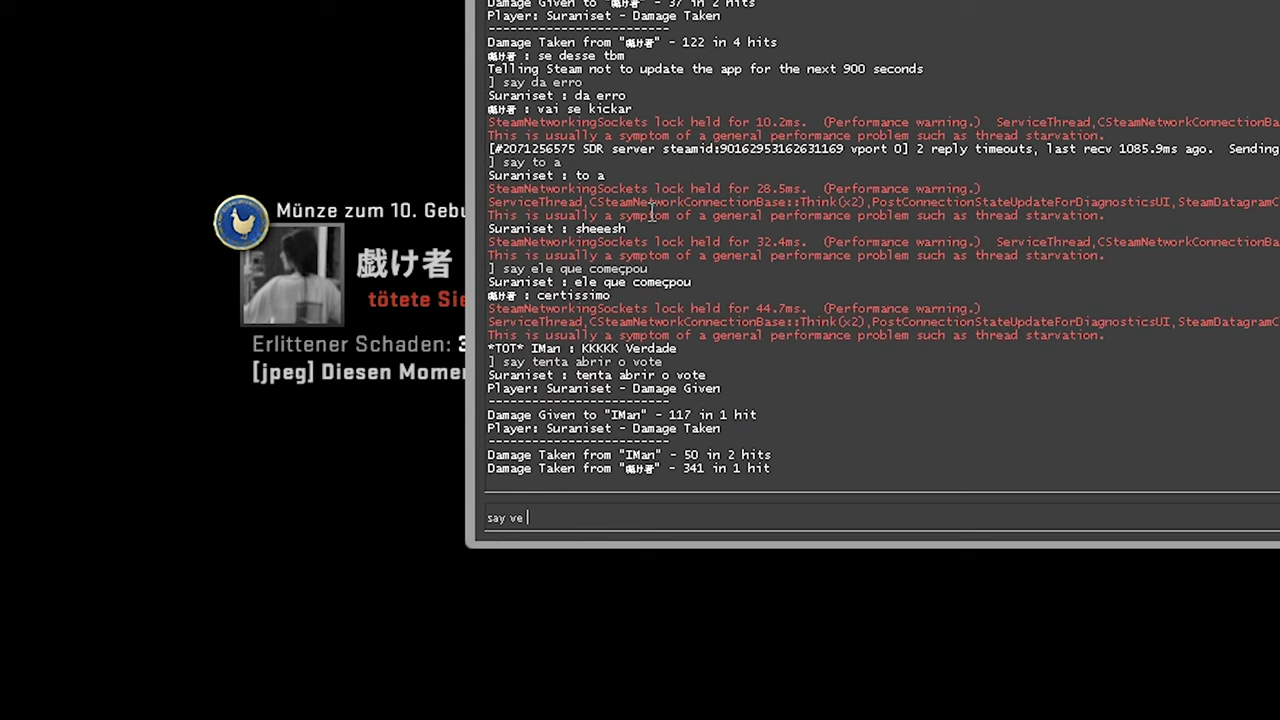 Damage Given to "戯け者" - 37 in 2 hits
Player: Suraniset - Damage Taken
-------------------------
Damage Taken from "戯け者" - 122 in 4 hits
戯け者 : se desse tbm
Telling Steam not to update the app for the next 900 seconds
] say da erro
Suraniset : da erro
戯け者 : vai se kickar
SteamNetworkingSockets lock held for 10.2ms.  (Performance warning.)  ServiceThread,CSteamNetworkConnectionBa
This is usually a symptom of a general performance problem such as thread starvation.
[#2071256575 SDR server steamid:90162953162631169 vport 0] 2 reply timeouts, last recv 1085.9ms ago.  Sending
] say to a
Suraniset : to a
SteamNetworkingSockets lock held for 28.5ms.  (Performance warning.)
ServiceThread,CSteamNetworkConnectionBase::Think(x2),PostConnectionStateUpdateForDiagnosticsUI,SteamDatagramC
This is usually a symptom of a general performance problem such as thread starvation.
Suraniset : sheeesh
SteamNetworkingSockets lock held for 32.4ms.  (Performance warning.)  ServiceThread,CSteamNetworkConnectionBa
This is usually a symptom of a general performance problem such as thread starvation.
] say ele que começpou
Suraniset : ele que começpou
戯け者 : certissimo
SteamNetworkingSockets lock held for 44.7ms.  (Performance warning.)
ServiceThread,CSteamNetworkConnectionBase::Think(x2),PostConnectionStateUpdateForDiagnosticsUI,SteamDatagramC
This is usually a symptom of a general performance problem such as thread starvation.
*TOT* IMan : KKKKK Verdade
] say tenta abrir o vote
Suraniset : tenta abrir o vote
Player: Suraniset - Damage Given
-------------------------
Damage Given to "IMan" - 117 in 1 hit
Player: Suraniset - Damage Taken
-------------------------
Damage Taken from "IMan" - 50 in 2 hits
Damage Taken from "戯け者" - 341 in 1 hit
say ve
Münze zum 10. Gebu
戯け者
tötete Sie
Erlittener Schaden: 3
[jpeg] Diesen Momen